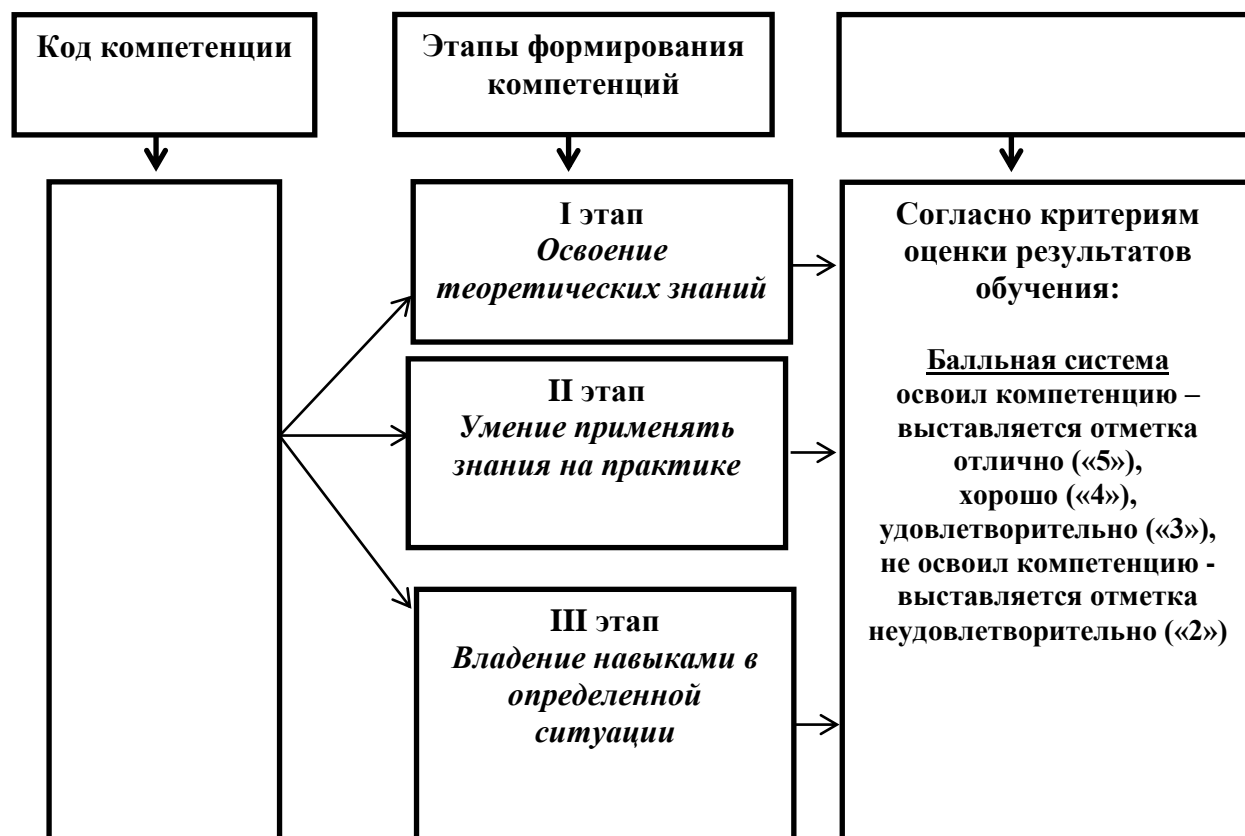 Код компетенции
Этапы формирования
компетенций
I этап
Освоение
теоретических знаний
II этап
Умение применять
знания на практике
III этап
Владение навыками в
определенной
ситуации
Согласно критериям
оценки результатов
обучения:
Балльная система
освоил компетенцию –
выставляется отметка
отлично («5»),
хорошо («4»),
удовлетворительно («3»),
не освоил компетенцию -
выставляется отметка
неудовлетворительно («2»)